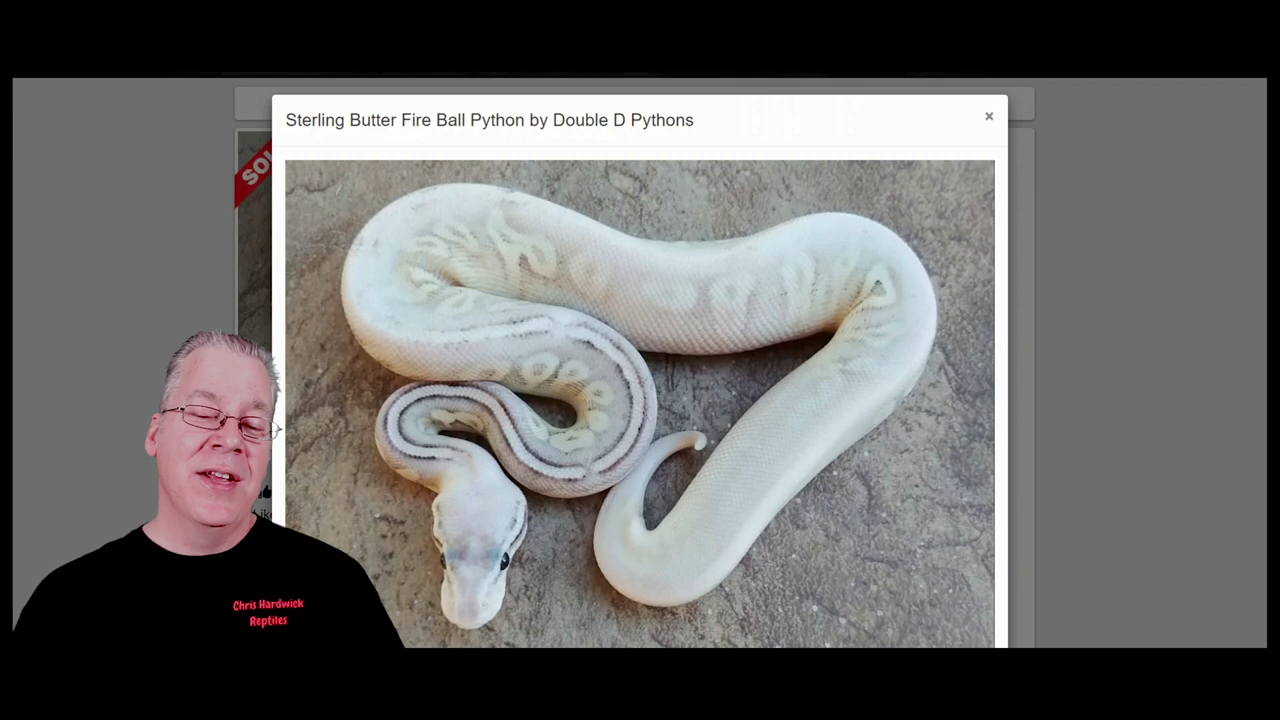 Sterling Butter Fire Ball Python by Double D Pythons
×
Chris Hardwick
Reptiles